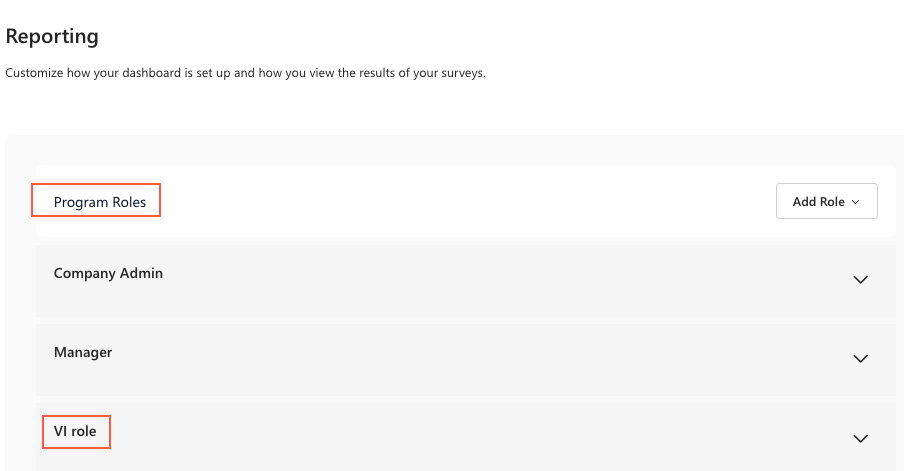 Reporting
Customize how your dashboard is set up and how you view the results of your surveys.
Program Roles
Add Role
Company Admin
Manager
VI role